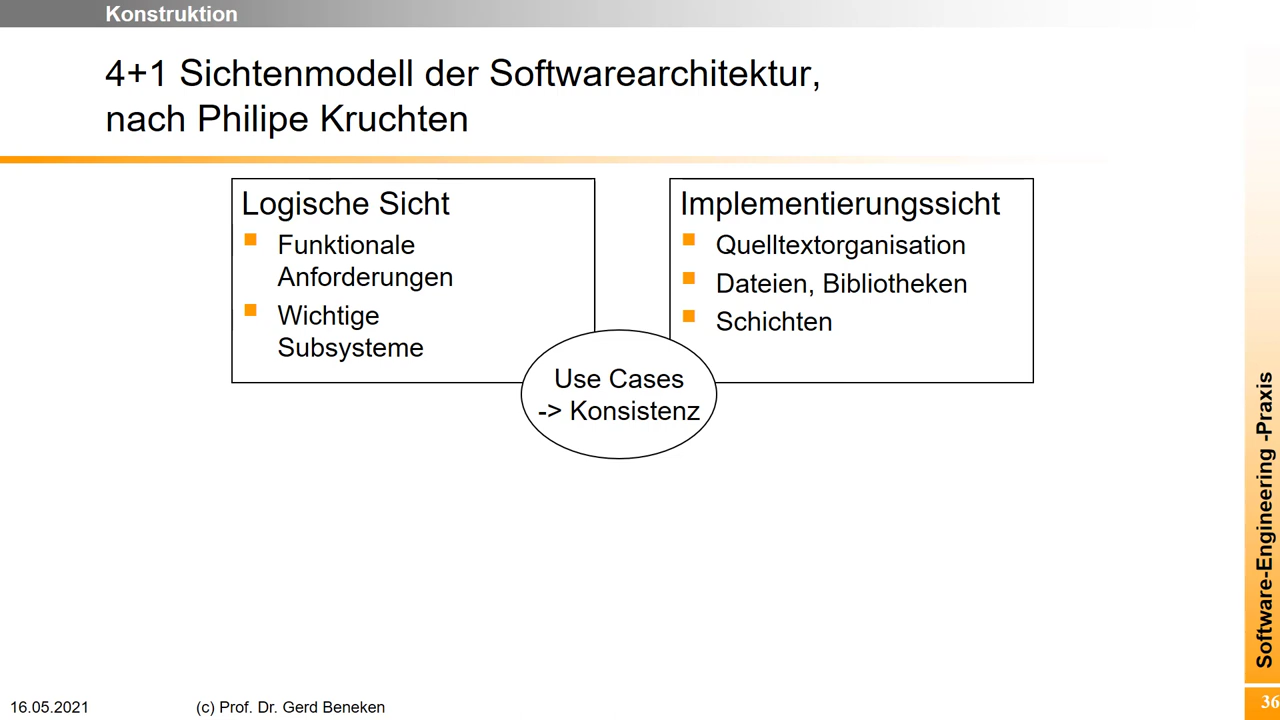 Konstruktion
4+1 Sichtenmodell der Softwarearchitektur,
nach Philipe Kruchten
Logische Sicht
Funktionale
Anforderungen
Wichtige
Subsysteme
Implementierungssicht
Quelltextorganisation
Dateien, Bibliotheken
Schichten
Use Cases
-> Konsistenz
Software-Engineering -Praxis
16.05.2021
(c) Prof. Dr. Gerd Beneken
36